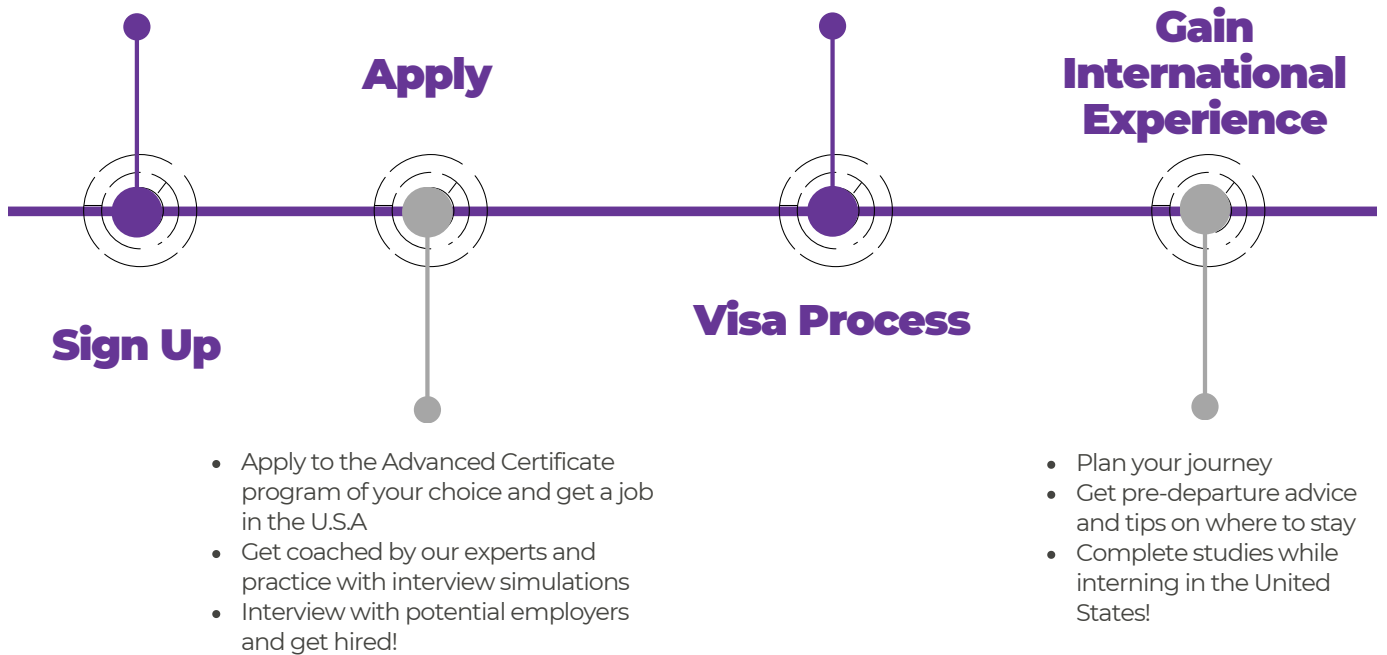 Apply
Gain
International
Experience
Sign Up
Visa Process
• Apply to the Advanced Certificate
program of your choice and get a job
in the U.S.A
• Get coached by our experts and
practice with interview simulations
• Interview with potential employers
and get hired!
• Plan your journey
• Get pre-departure advice
and tips on where to stay
• Complete studies while
interning in the United
States!